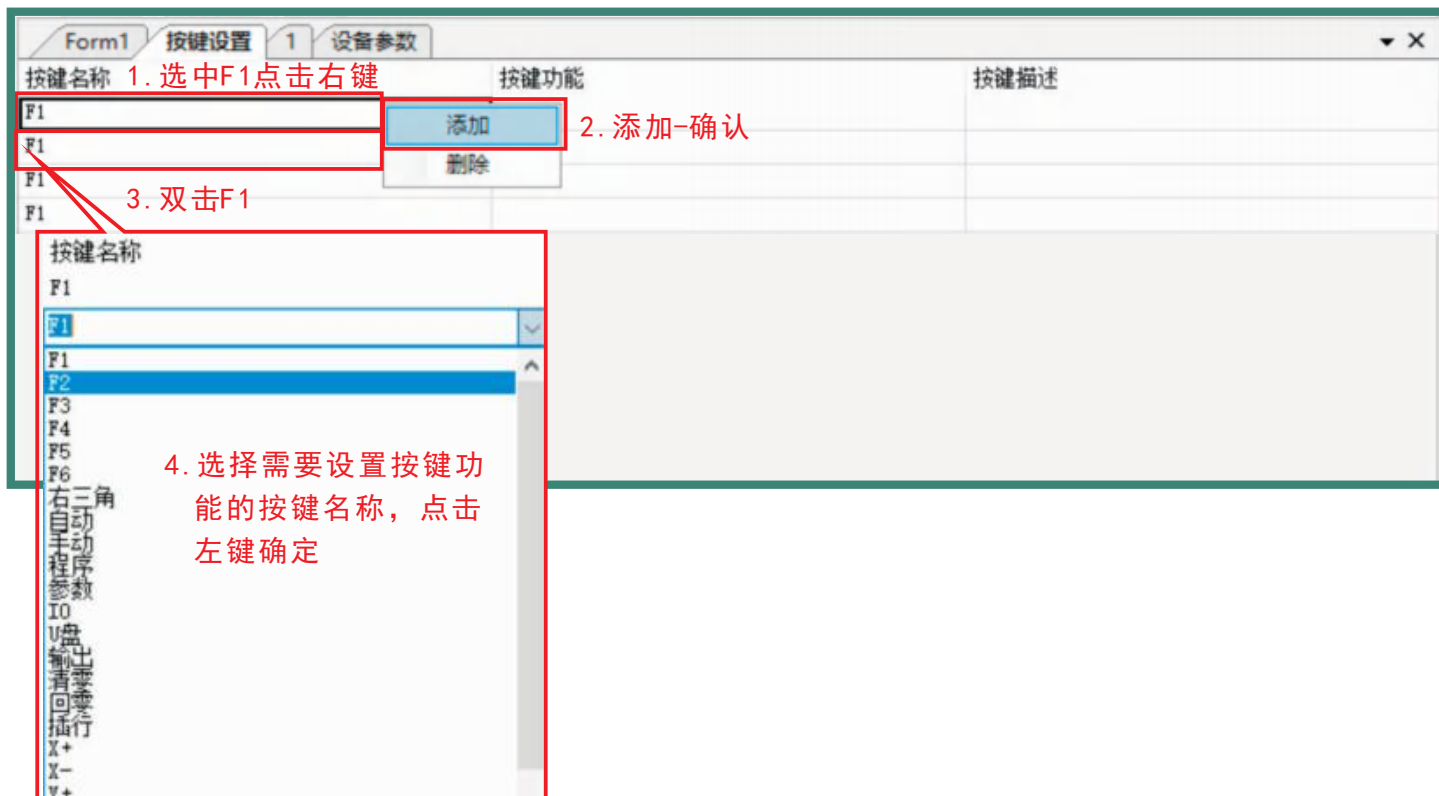 Form1 按键设置 1 设备参数
按键名称 1.选中F1点击右键 按键功能 按键描述
F1
添加 2.添加-确认
F1
删除
F1
3.双击F1
F1
按键名称
F1
F1
F1
F2
F3
F4
F5
F6
4.选择需要设置按键功
能的按键名称，点击
左键确定
右三角
自动
手动
程序
参数
IO
U盘
输出
清零
回零
插行
X+
X-
Y+